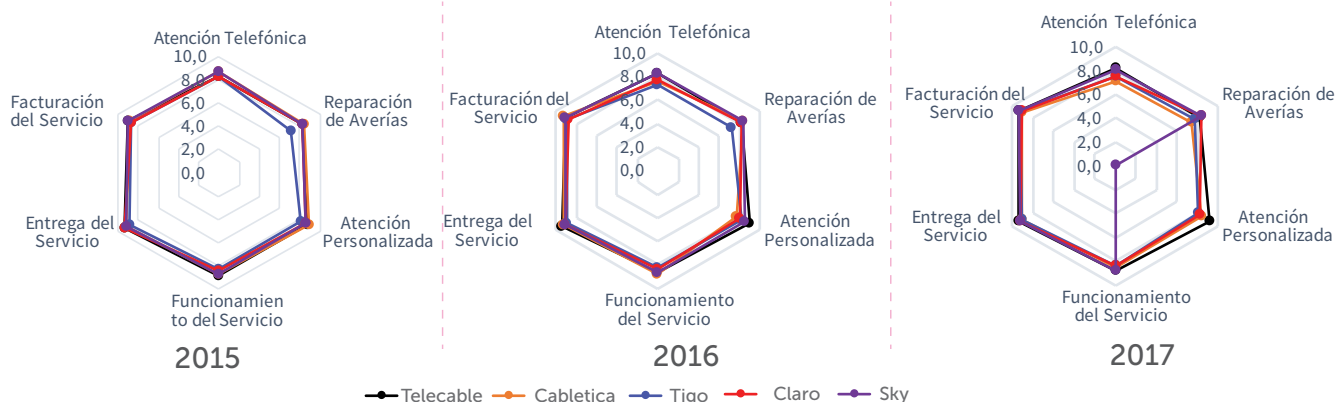 Atención Telefónica
10,0
8,0
6,0
4,0
2,0
0,0
Reparación
de Averías
Atención
Personalizada
Funcionamien
to del Servicio
Entrega del
Servicio
Facturación
del Servicio
2015
Atención Telefónica
10,0
8,0
6,0
4,0
2,0
0,0
Reparación de
Averías
Atención
Personalizada
Funcionamiento
del Servicio
Entrega del
Servicio
Facturación del
Servicio
2016
Atención Telefónica
10,0
8,0
6,0
4,0
2,0
0,0
Reparación de
Averías
Atención
Personalizada
Funcionamiento
del Servicio
Entrega del
Servicio
Facturación del
Servicio
2017
Telecable Cabletica Tigo Claro Sky